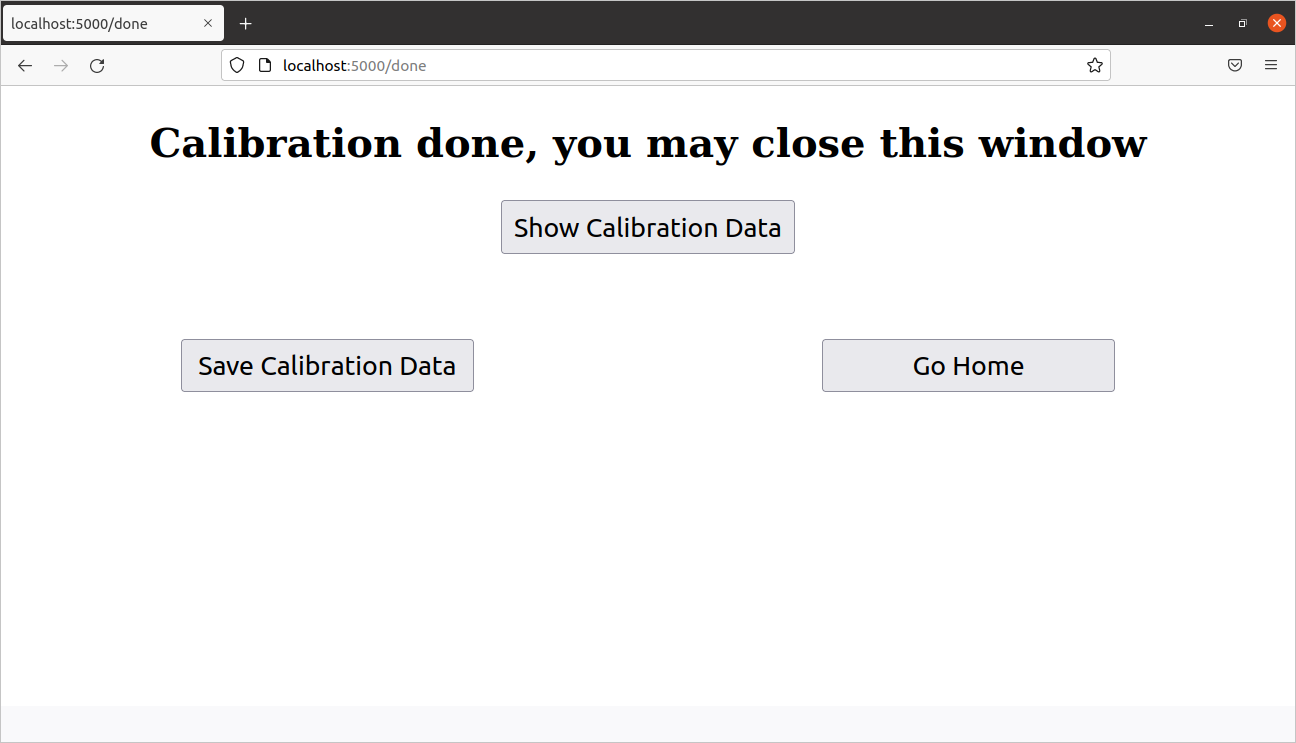 localhost:5000/done
localhost:5000/done
Calibration done, you may close this window
Show Calibration Data
Save Calibration Data
Go Home